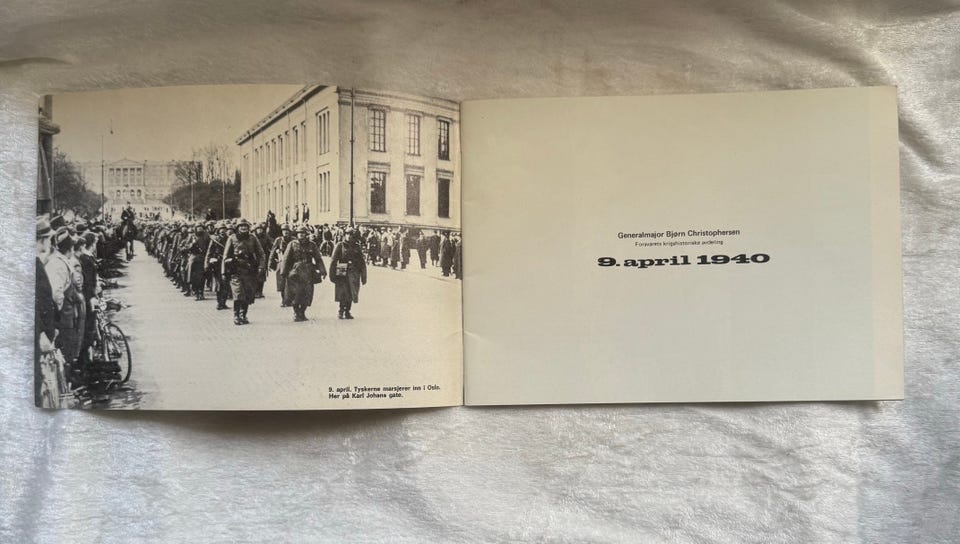 9. april. Tyskerne marsjerer inn i Oslo.
Her på Karl Johans gate.
Generalmajor Bjørn Christophersen
Forsvarets krigshistoriske avdeling
9. april 1940